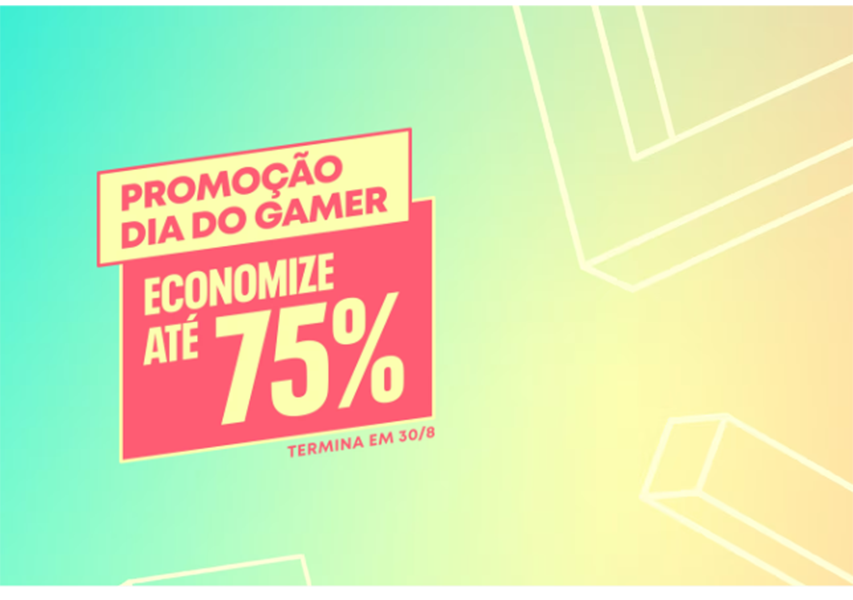 PROMOÇÃO
DIA DO GAMER
ECONOMIZE
ATÉ 75%
TERMINA EM 30/8